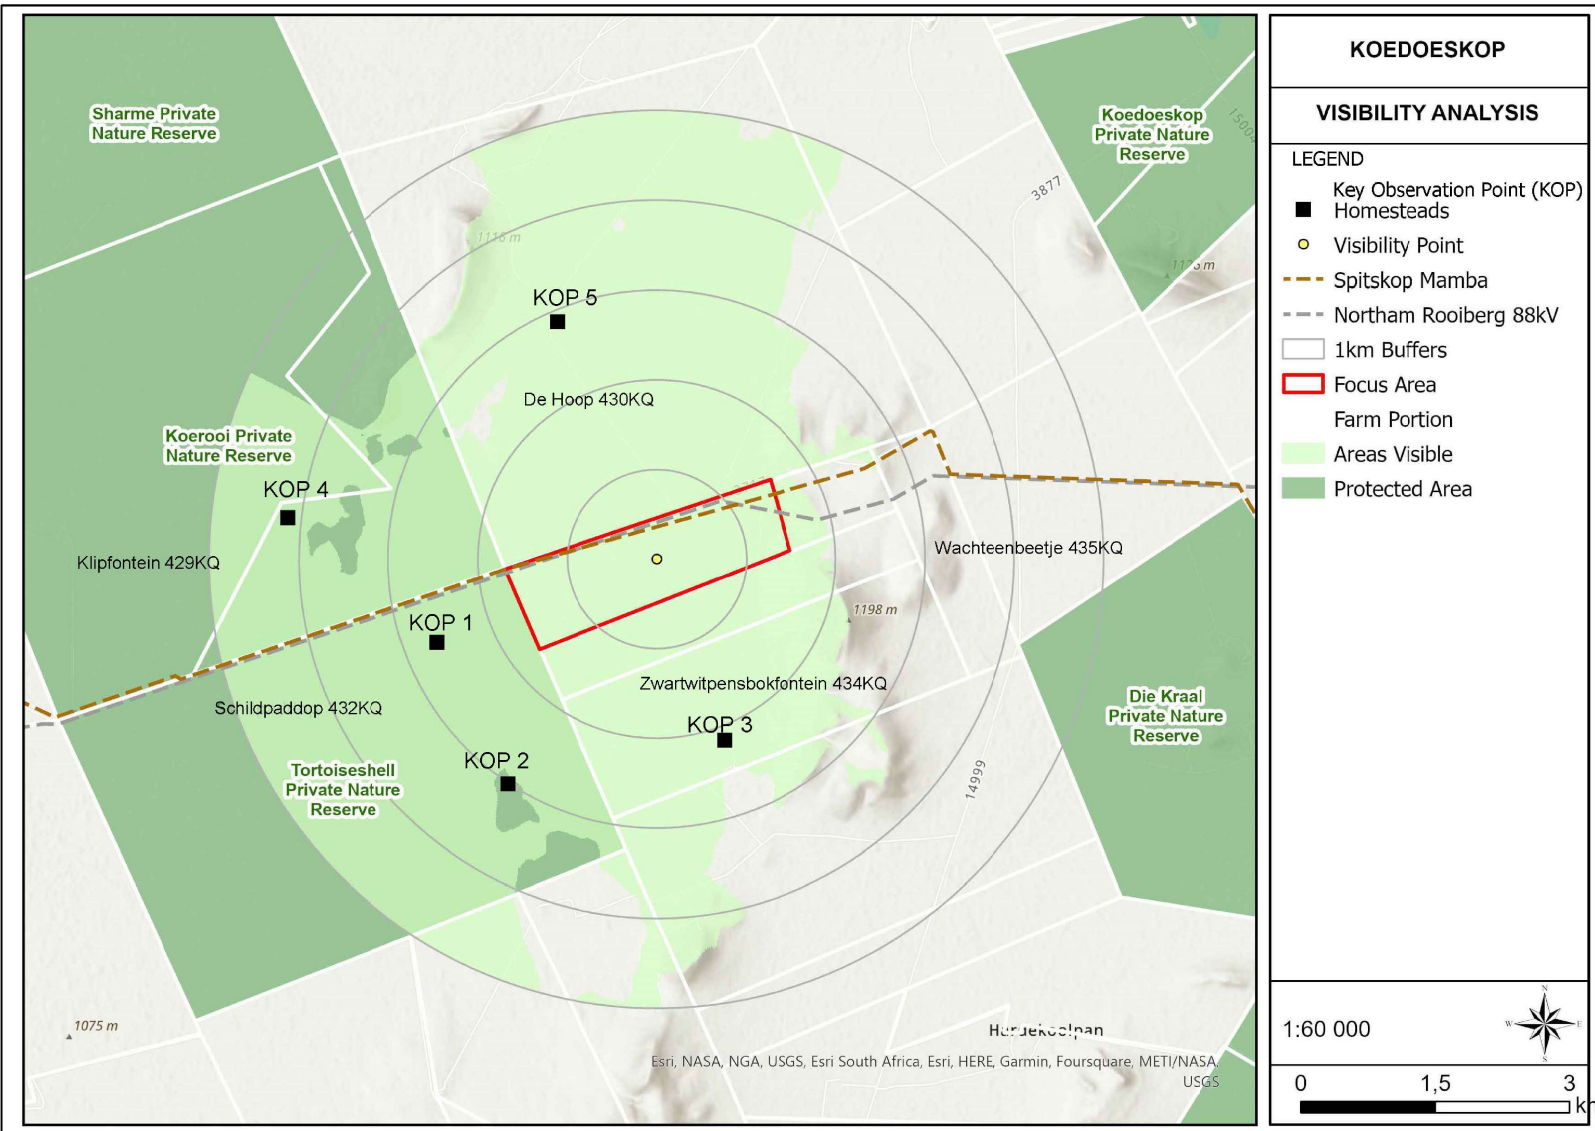 Sharme Private
Nature Reserve
Koedoeskop
Private Nature
Reserve
15004
3877
1116 m
KOP 5
De Hoop 430KQ
Koerooi Private
Nature Reserve
KOP 4
Klipfontein 429KQ
Wachteenbeetje 435KQ
1198 m
KOP 1
Zwartwitpensbokfontein 434KQ
Schildpaddop 432KQ
KOP 3
Die Kraal
Private Nature
Reserve
KOP 2
Tortoiseshell
Private Nature
Reserve
14999
1075 m
Esri, NASA, NGA, USGS, Esri South Africa, Esri, HERE, Garmin, Foursquare, METI/NASA,
USGS
KOEDOESKOP
VISIBILITY ANALYSIS
LEGEND
Key Observation Point (KOP)
Homesteads
Visibility Point
Spitskop Mamba
Northam Rooiberg 88kV
1km Buffers
Focus Area
Farm Portion
Areas Visible
Protected Area
1:60 000
N
W
E
S
0 1,5 3